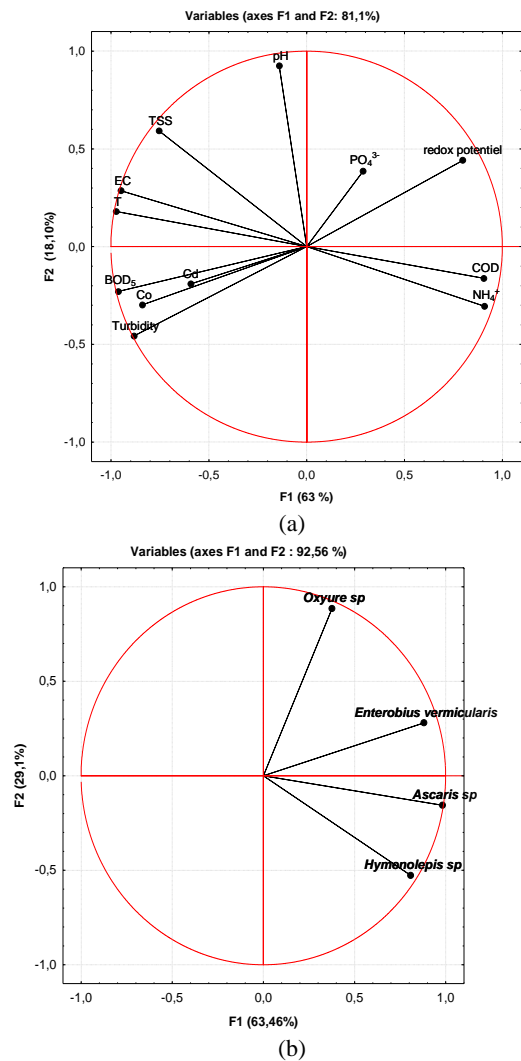 Variables (axes F1 and F2: 81,1%)
1,0
pH
TSS
0,5
PO₄³⁻
redox potentiel
EC
T
F2 (18,10%)
0,0
Cd
COD
BOD₅
Co
NH₄⁺
Turbidity
-0,5
-1,0
-1,0 -0,5 0,0 0,5 1,0
F1 (63 %)
(a)
Variables (axes F1 and F2 : 92,56 %)
1,0
Oxyure sp
0,5
Enterobius vermicularis
F2 (29,1%)
0,0
Ascaris sp
Hymenolepis sp
-0,5
-1,0
-1,0 -0,5 0,0 0,5 1,0
F1 (63,46%)
(b)